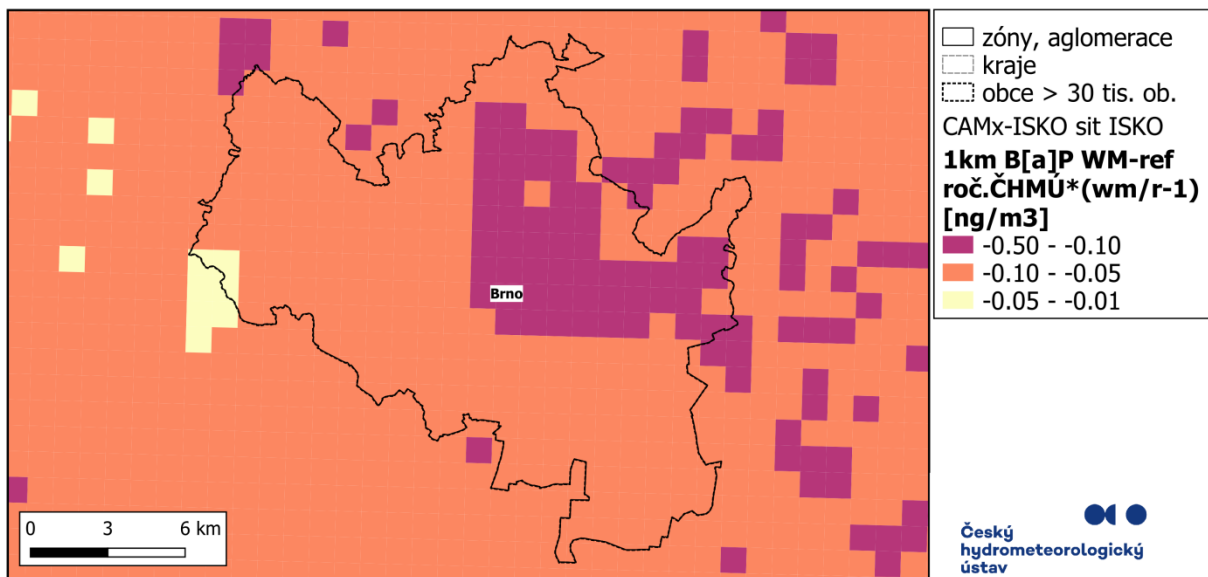 zóny, aglomerace
kraje
obce > 30 tis. ob.
CAMx-ISKO sit ISKO
1km B[a]P WM-ref
roč.ČHMÚ*(wm/r-1)
[ng/m3]
-0.50 - -0.10
-0.10 - -0.05
-0.05 - -0.01
Brno
0 3 6 km
Český
hydrometeorologický
ústav